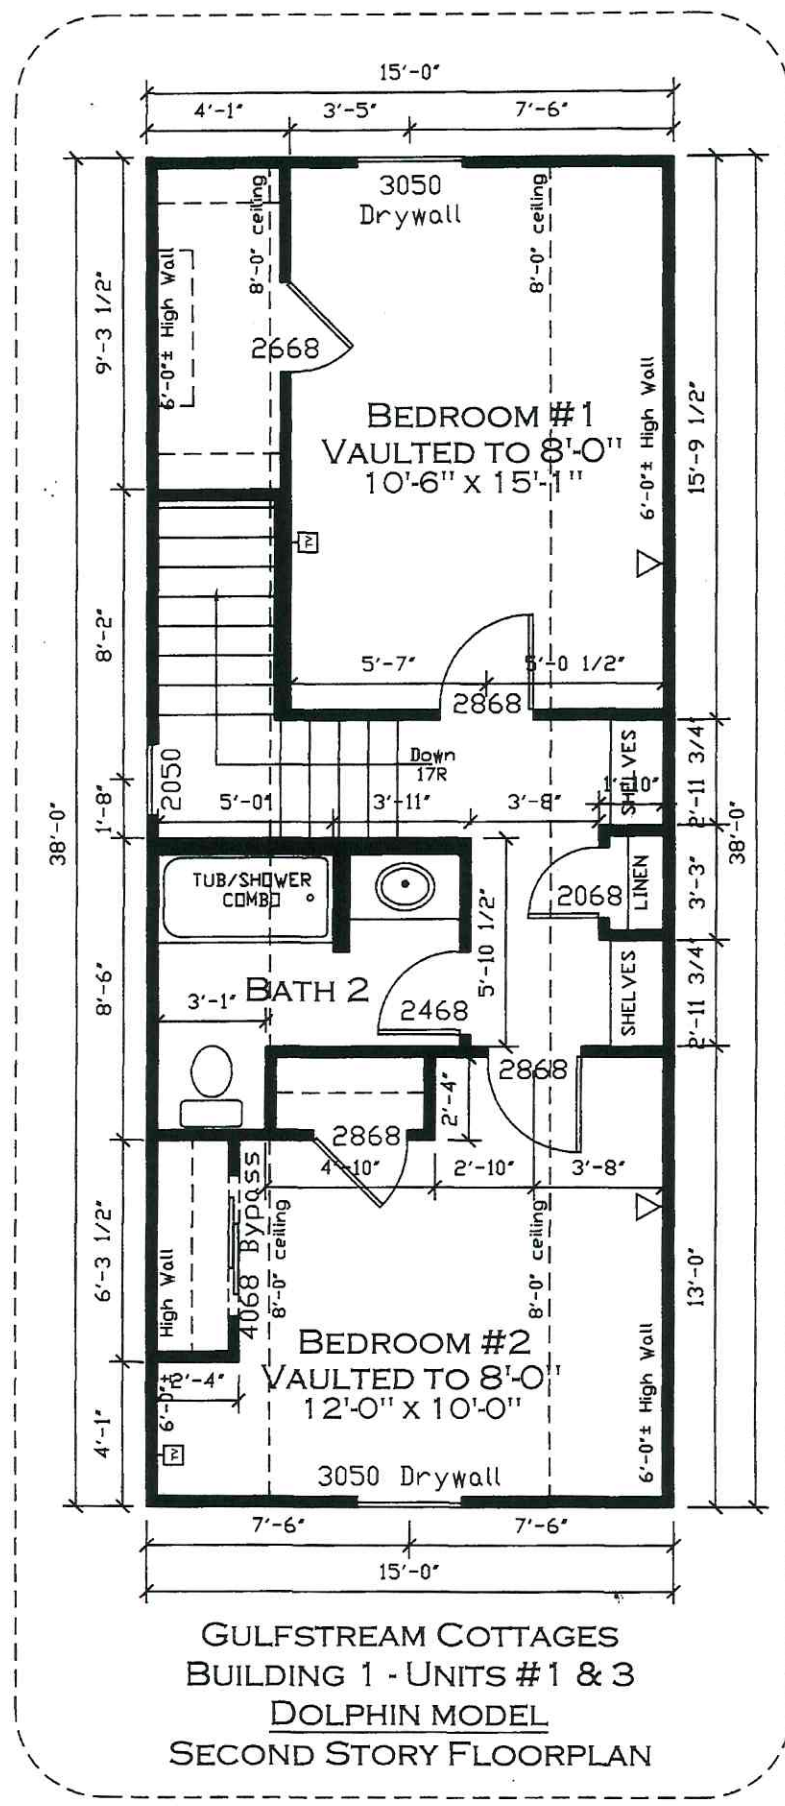 15'-0"
4'-1"
3'-5"
7'-6"
3050
Drywall
8'-0" ceiling
8'-0" ceiling
9'-3 1/2"
6'-0"± High Wall
2668
BEDROOM #1
VAULTED TO 8'-0"
10'-6" X 15'-1"
6'-0"± High Wall
15'-9 1/2"
TV
8'-2"
5'-7"
5'-0 1/2"
2868
Down
17R
2050
SHELVES
1'-10"
2'-11 3/4"
38'-0"
1'-8"
5'-0"
3'-11"
3'-8"
38'-0"
TUB/SHOWER
COMBO
2068
LINEN
3'-3"
5'-10 1/2"
8'-6"
3'-1"
BATH 2
2468
SHELVES
2'-11 3/4"
2868
2'-4"
2868
4'-10"
2'-10"
3'-8"
6'-3 1/2"
4068 Bypass
8'-0" ceiling
8'-0" ceiling
13'-0"
6'-0"± High Wall
BEDROOM #2
VAULTED TO 8'-0"
12'-0" X 10'-0"
2'-4"
6'-0"± High Wall
4'-1"
TV
3050 Drywall
7'-6"
7'-6"
15'-0"
GULFSTREAM COTTAGES
BUILDING 1 - UNITS #1 & 3
DOLPHIN MODEL
SECOND STORY FLOORPLAN